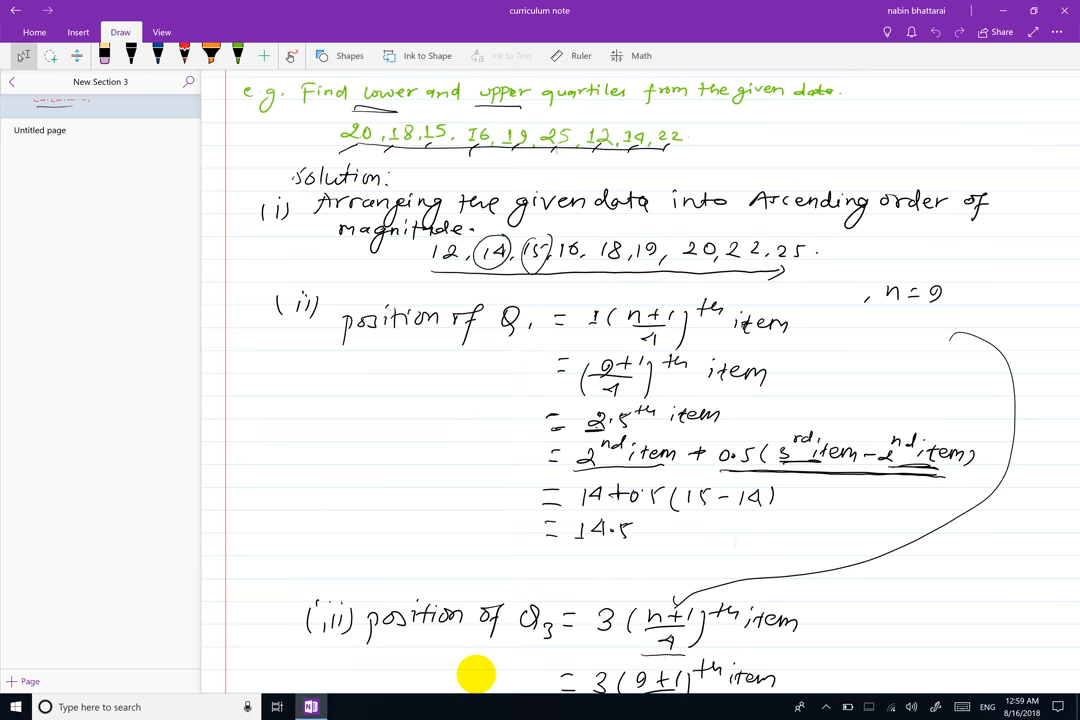 curriculum note
nabin bhattarai
Home Insert Draw View
Share
Shapes Ink to Shape Ink to Text Ruler Math
New Section 3
Untitled page
e.g. Find lower and upper quartiles from the given data.
20, 18, 15, 16, 19, 25, 12, 14, 22
solution:
(i) Arranging the given data into Ascending order of
magnitude.
12, 14, 15, 16, 18, 19, 20, 22, 25.
, n = 9
(ii) position of Q1 = 1(n+1/4)th item
= (9+1/4)th item
= 2.5th item
= 2nd item + 0.5(3rd item - 2nd item)
= 14 + 0.5(15 - 14)
= 14.5
(iii) position of Q3 = 3(n+1/4)th item
= 3(9+1)th item
+ Page
Type here to search
ENG
12:59 AM
8/16/2018